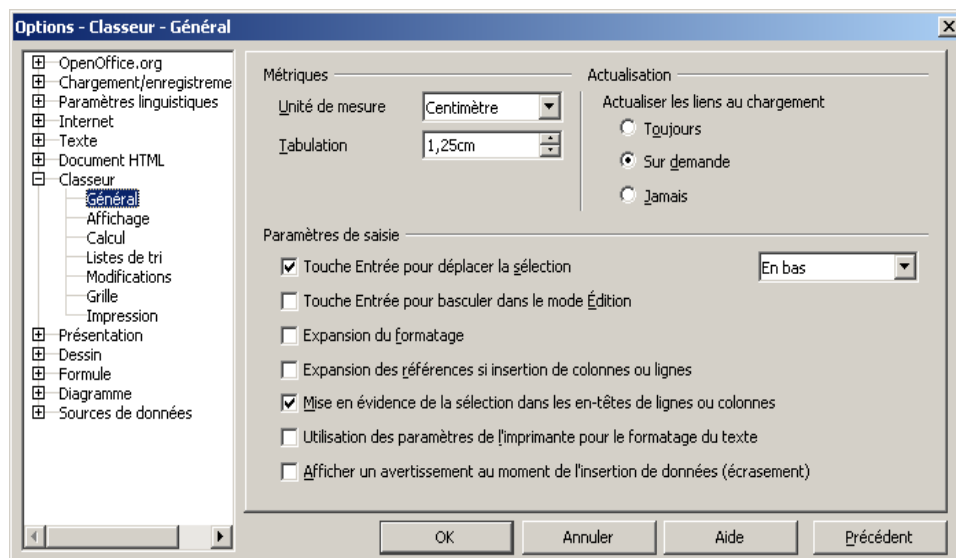 Options - Classeur - Général
OpenOffice.org
Chargement/enregistreme
Paramètres linguistiques
Internet
Texte
Document HTML
Classeur
Général
Affichage
Calcul
Listes de tri
Modifications
Grille
Impression
Présentation
Dessin
Formule
Diagramme
Sources de données
Métriques
Unité de mesure
Centimètre
Tabulation
1,25cm
Actualisation
Actualiser les liens au chargement
Toujours
Sur demande
Jamais
Paramètres de saisie
Touche Entrée pour déplacer la sélection
En bas
Touche Entrée pour basculer dans le mode Édition
Expansion du formatage
Expansion des références si insertion de colonnes ou lignes
Mise en évidence de la sélection dans les en-têtes de lignes ou colonnes
Utilisation des paramètres de l'imprimante pour le formatage du texte
Afficher un avertissement au moment de l'insertion de données (écrasement)
OK
Annuler
Aide
Précédent